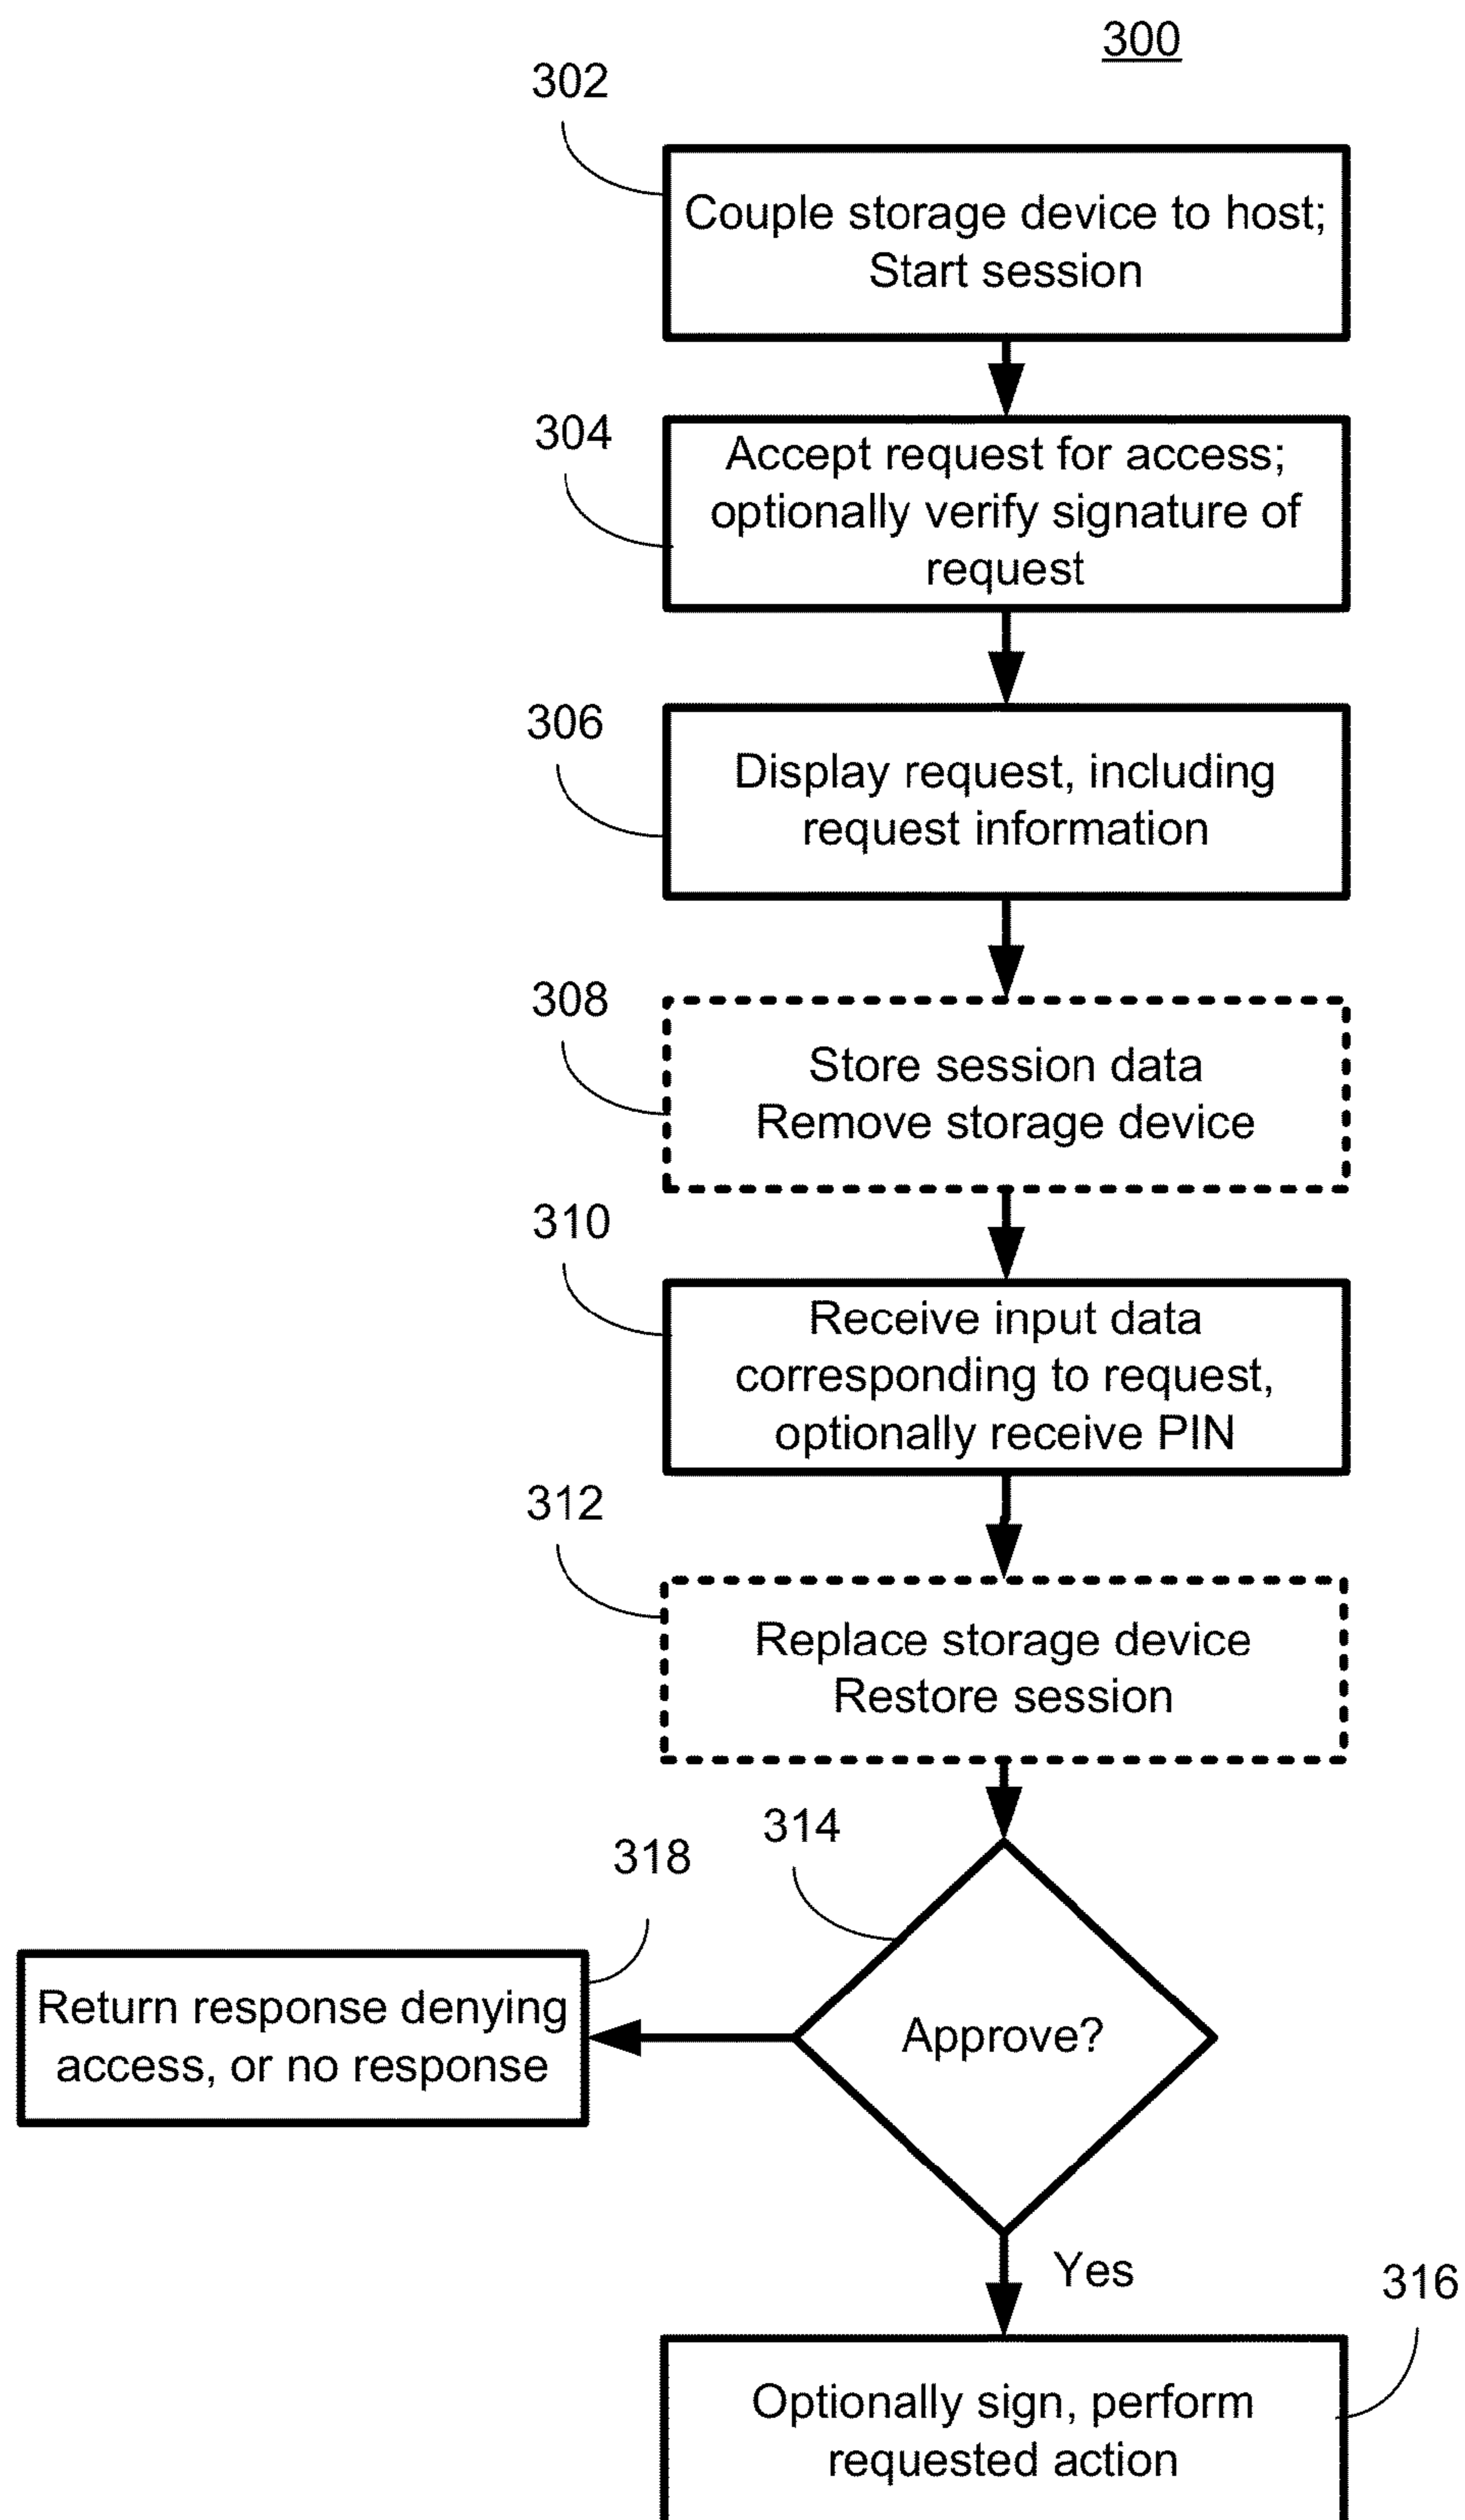 300
302
Couple storage device to host;
Start session
304
Accept request for access;
optionally verify signature of
request
306
Display request, including
request information
308
Store session data
Remove storage device
310
Receive input data
corresponding to request,
optionally receive PIN
312
Replace storage device
Restore session
314
318
Return response denying
access, or no response
Approve?
Yes
316
Optionally sign, perform
requested action